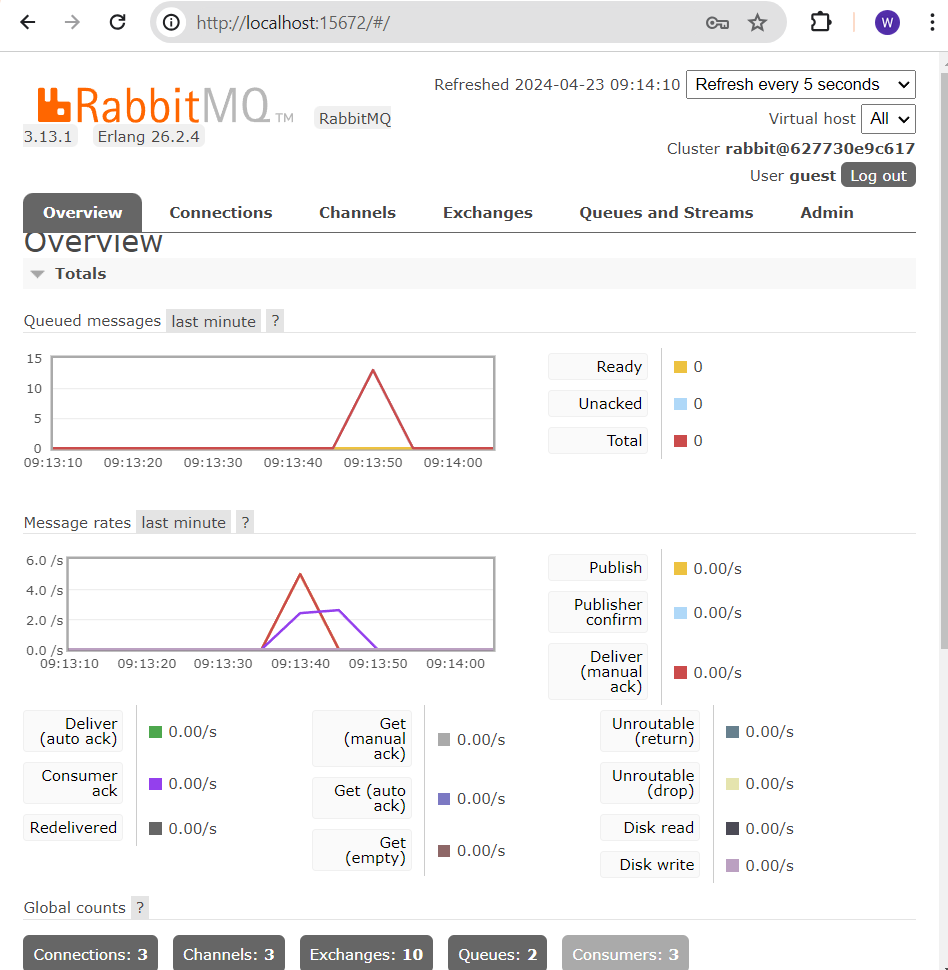 http://localhost:15672/#/
W
Refreshed 2024-04-23 09:14:10 Refresh every 5 seconds
RabbitMQ TM RabbitMQ
3.13.1 Erlang 26.2.4
Virtual host All
Cluster rabbit@627730e9c617
User guest Log out
Overview Connections Channels Exchanges Queues and Streams Admin
Overview
Totals
Queued messages last minute ?
15
10
5
0
09:13:10 09:13:20 09:13:30 09:13:40 09:13:50 09:14:00
Ready 0
Unacked 0
Total 0
Message rates last minute ?
6.0 /s
4.0 /s
2.0 /s
0.0 /s
09:13:10 09:13:20 09:13:30 09:13:40 09:13:50 09:14:00
Publish 0.00/s
Publisher
confirm 0.00/s
Deliver
(manual
ack) 0.00/s
Deliver
(auto ack) 0.00/s
Consumer
ack 0.00/s
Redelivered 0.00/s
Get
(manual
ack) 0.00/s
Get (auto
ack) 0.00/s
Get
(empty) 0.00/s
Unroutable
(return) 0.00/s
Unroutable
(drop) 0.00/s
Disk read 0.00/s
Disk write 0.00/s
Global counts ?
Connections: 3 Channels: 3 Exchanges: 10 Queues: 2 Consumers: 3